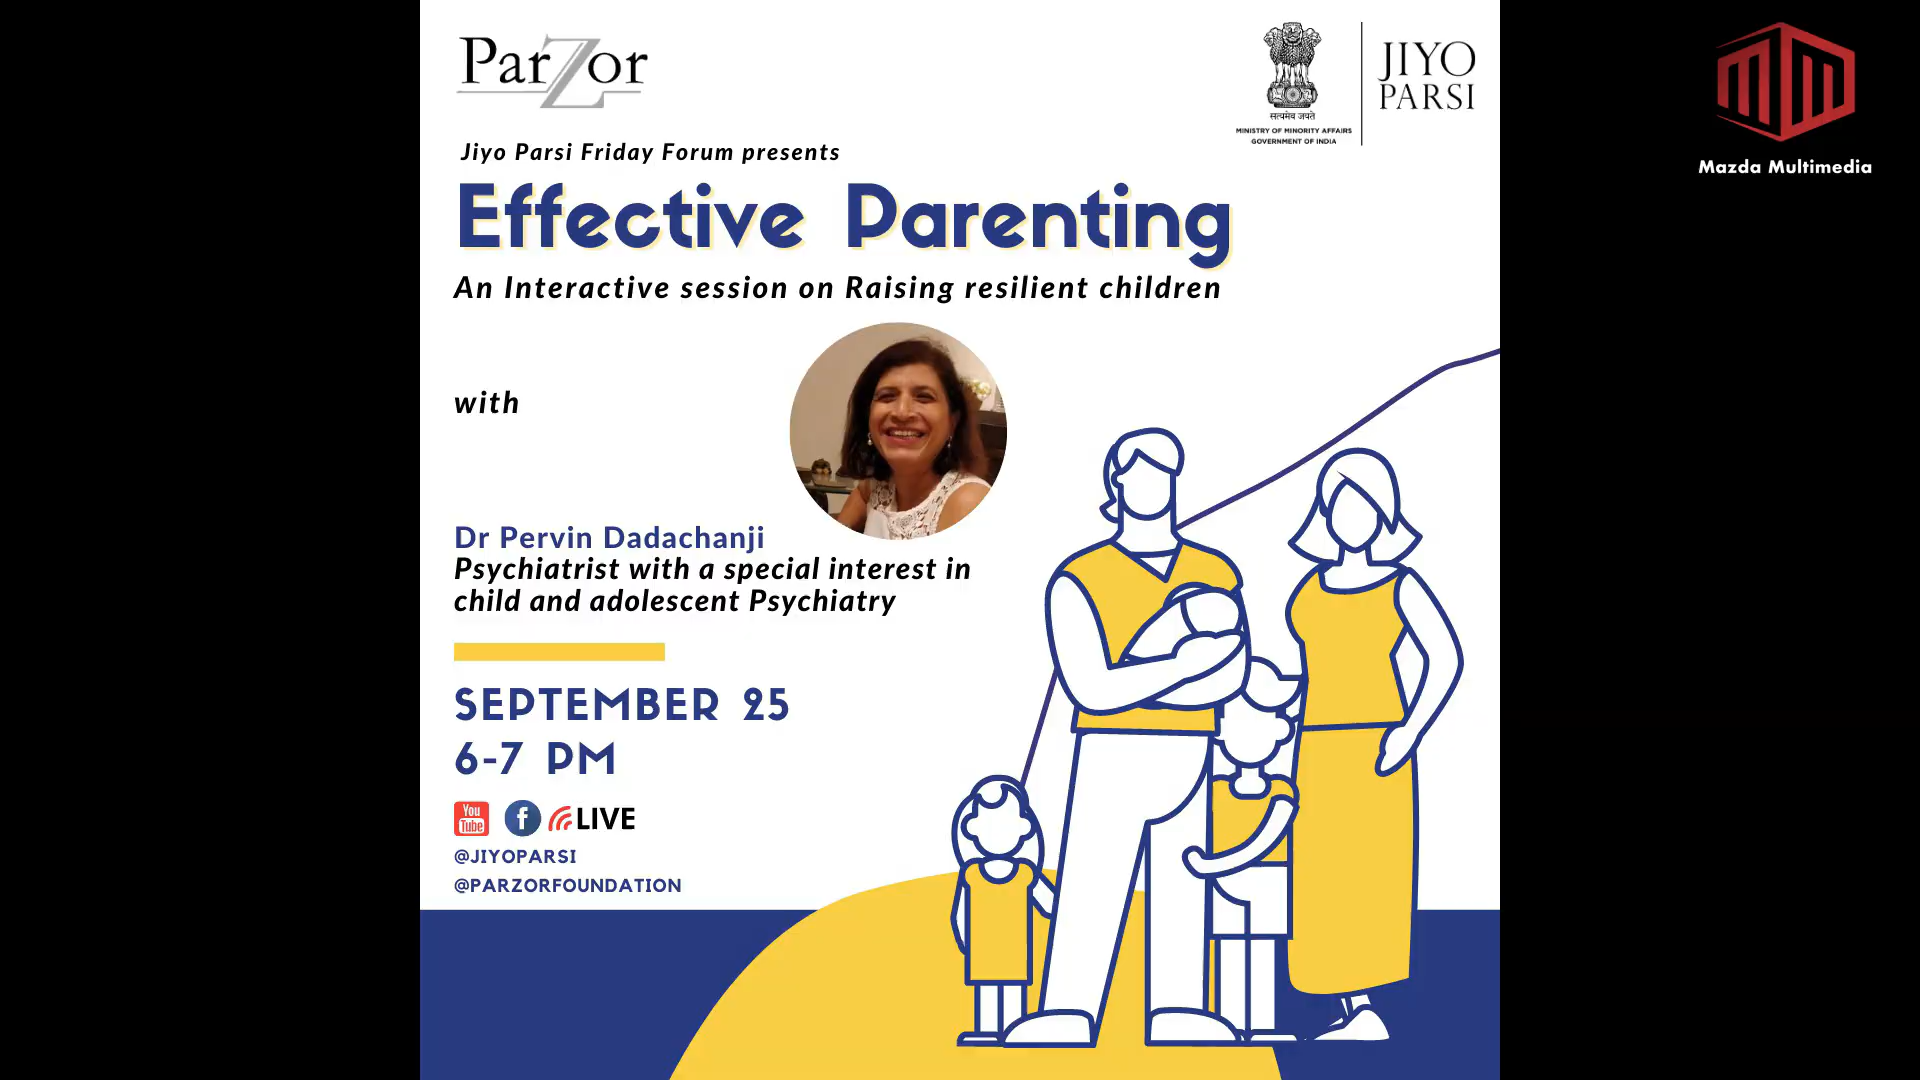 ParZor
सत्यमेव जयते
MINISTRY OF MINORITY AFFAIRS
GOVERNMENT OF INDIA
JIYO
PARSI
Mazda Multimedia
Jiyo Parsi Friday Forum presents
Effective Parenting
An Interactive session on Raising resilient children
with
Dr Pervin Dadachanji
Psychiatrist with a special interest in
child and adolescent Psychiatry
SEPTEMBER 25
6-7 PM
You
Tube
f
LIVE
@JIYOPARSI
@PARZORFOUNDATION